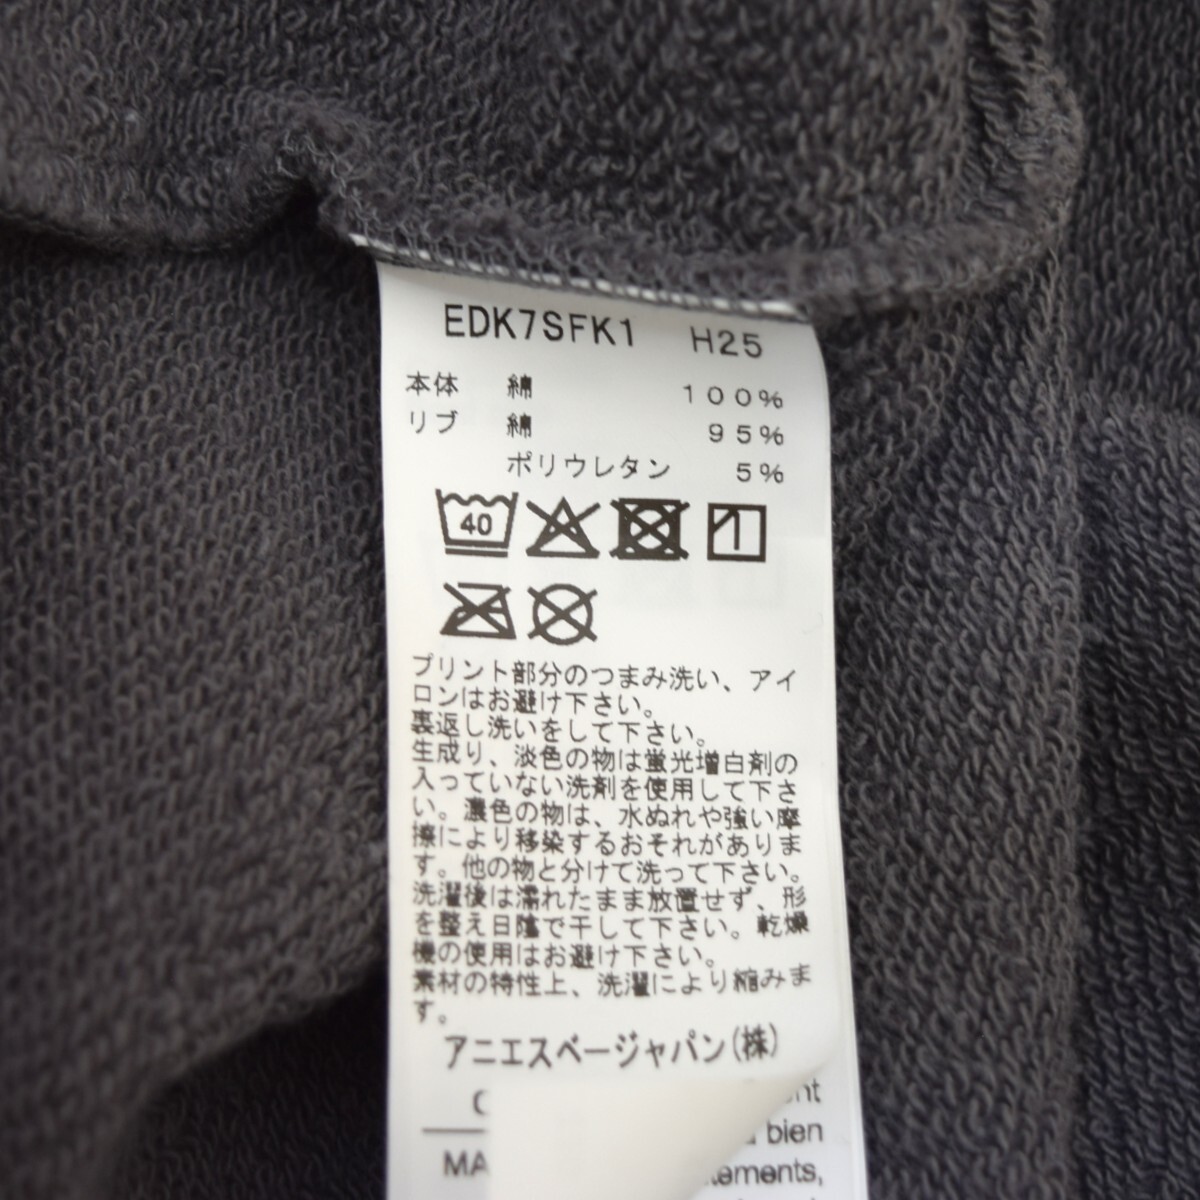 EDK7SFK1 H25
本体 綿 100%
リブ 綿 95%
ポリウレタン 5%
40
プリント部分のつまみ洗い、アイ
ロンはお避け下さい。
裏返し洗いをして下さい。
生成り、淡色の物は蛍光増白剤の
入っていない洗剤を使用して下さ
い。濃色の物は、水ぬれや強い摩
擦により移染するおそれがありま
す。他の物と分けて洗って下さい。
洗濯後は濡れたまま放置せず、形
を整え日陰で干して下さい。乾燥
機の使用はお避け下さい。
素材の特性上、洗濯により縮みま
す。
アニエスベージャパン(株)
bien
MA